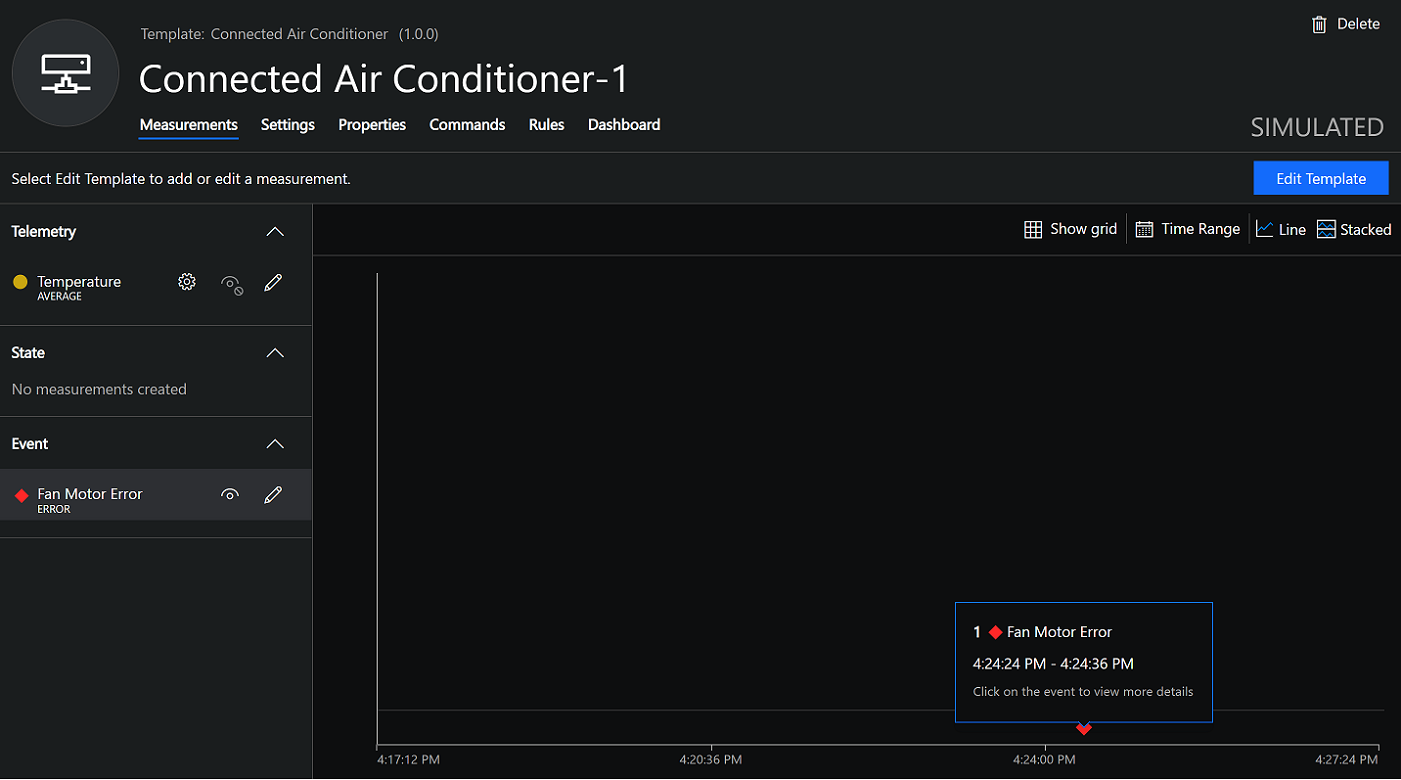 Template: Connected Air Conditioner (1.0.0)
Delete
Connected Air Conditioner-1
Measurements Settings Properties Commands Rules Dashboard
SIMULATED
Select Edit Template to add or edit a measurement.
Edit Template
Telemetry
Show grid Time Range Line Stacked
Temperature
AVERAGE
State
No measurements created
Event
Fan Motor Error
ERROR
1 Fan Motor Error
4:24:24 PM - 4:24:36 PM
Click on the event to view more details
4:17:12 PM 4:20:36 PM 4:24:00 PM 4:27:24 PM